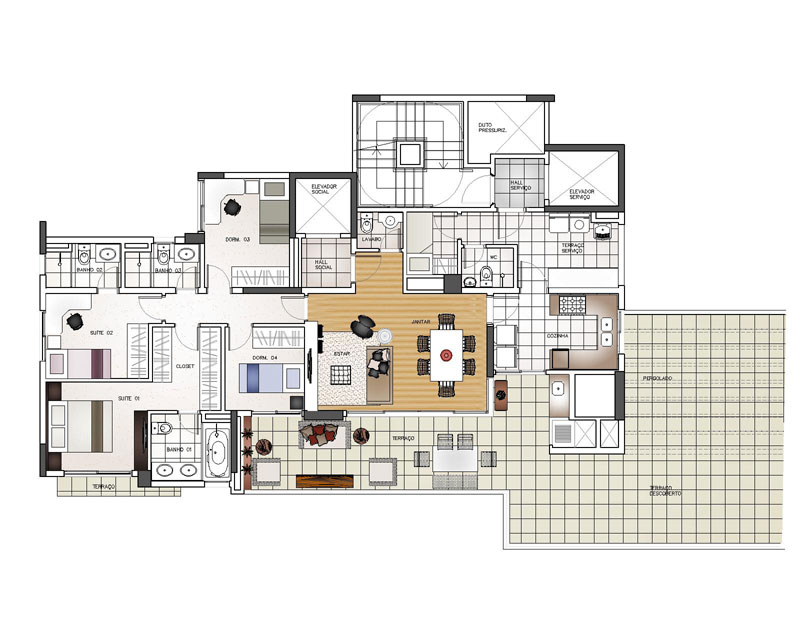 DUTO
PRESSURIZ.
HALL
SERVIÇO
ELEVADOR
SERVIÇO
ELEVADOR
SOCIAL
DORM. 03
LAVABO
HALL
SOCIAL
TERRAÇO
SERVIÇO
WC
BANHO 02
BANHO 03
SUITE 02
JANTAR
COZINHA
ESTAR
DORM. 04
CLOSET
PERGOLADO
SUITE 01
TERRAÇO
BANHO 01
TERRAÇO
TERRAÇO
DESCOBERTO